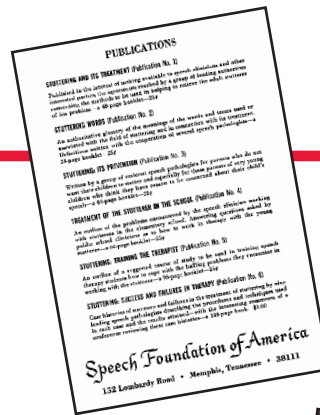 PUBLICATIONS
STUTTERING AND ITS TREATMENT (Publication No. 1)
Published in the interest of making available to speech clinicians and other
interested parties, the agreements reached by a group of leading authorities
concerning the methods to be used in helping to relieve the adult stutterer
of his problem—a 60-page booklet—25¢
STUTTERING WORDS (Publication No. 2)
An authoritative glossary of the meanings of the words and terms used or
associated with the field of stuttering and in connection with its treatment.
Definitions written with the cooperation of several speech pathologists—a
24-page booklet—25¢
STUTTERING: ITS PREVENTION (Publication No. 3)
Written by a group of eminent speech pathologists for parents who do not
want their children to stutter and especially for those parents of very young
children who think they have reason to be concerned about their child's
speech—a 64-page booklet—25¢
TREATMENT OF THE STUTTERER IN THE SCHOOL (Publication No. 4)
An outline of the problems encountered by the speech clinician working
with stutterers in the elementary school. Answering questions asked by
public school clinicians as to how to work in therapy with the young
stutterer—a 64-page booklet—25¢
STUTTERING: TRAINING THE THERAPIST (Publication No. 5)
An outline of a suggested course of study to be used in training speech
therapy students how to cope with the baffling problems they encounter in
working with the stutterer—a 96-page booklet—25¢
STUTTERING: SUCCESS AND FAILURES IN THERAPY (Publication No. 6)
Case histories of successes and failures in the treatment of stuttering by nine
leading speech pathologists describing the procedures and techniques used
in each case and the results attained—with the interesting comments of a
conference reviewing these case histories—a 168-page book $1.00
Speech Foundation of America
152 Lombardy Road • Memphis, Tennessee • 38111